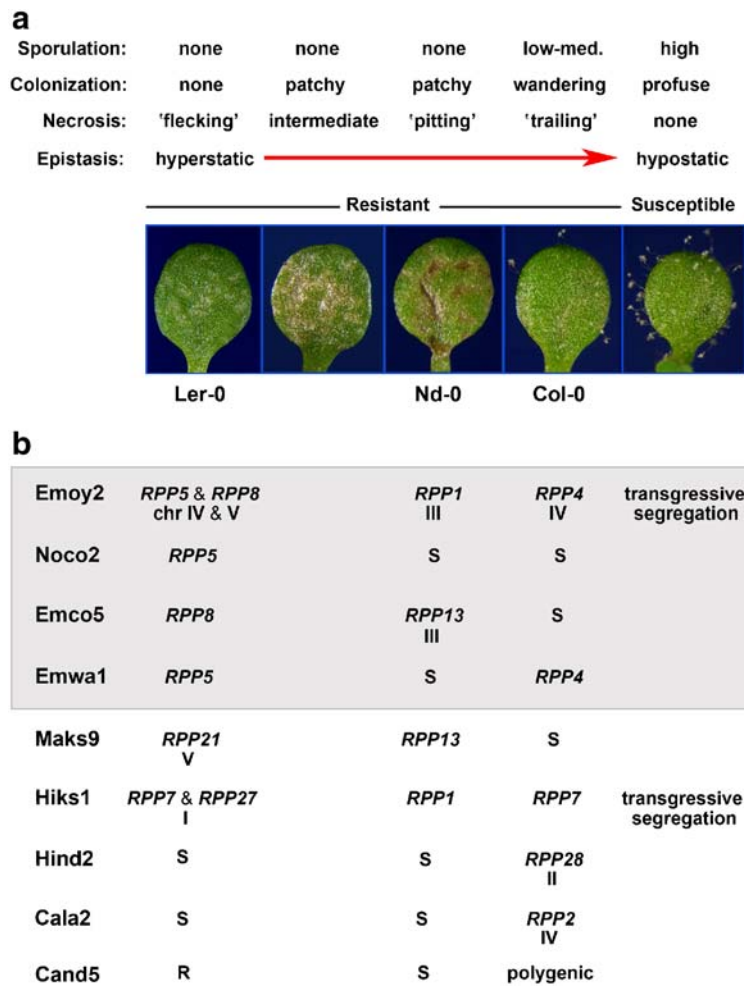 a
Sporulation: none none none low-med. high
Colonization: none patchy patchy wandering profuse
Necrosis: 'flecking' intermediate 'pitting' 'trailing' none
Epistasis: hyperstatic hypostatic
Resistant Susceptible
Ler-0 Nd-0 Col-0
b
Emoy2 RPP5 & RPP8 RPP1 RPP4 transgressive
chr IV & V III IV segregation
Noco2 RPP5 S S
Emco5 RPP8 RPP13 S
III
Emwa1 RPP5 S RPP4
Maks9 RPP21 RPP13 S
V
Hiks1 RPP7 & RPP27 RPP1 RPP7 transgressive
I segregation
Hind2 S S RPP28
II
Cala2 S S RPP2
IV
Cand5 R S polygenic